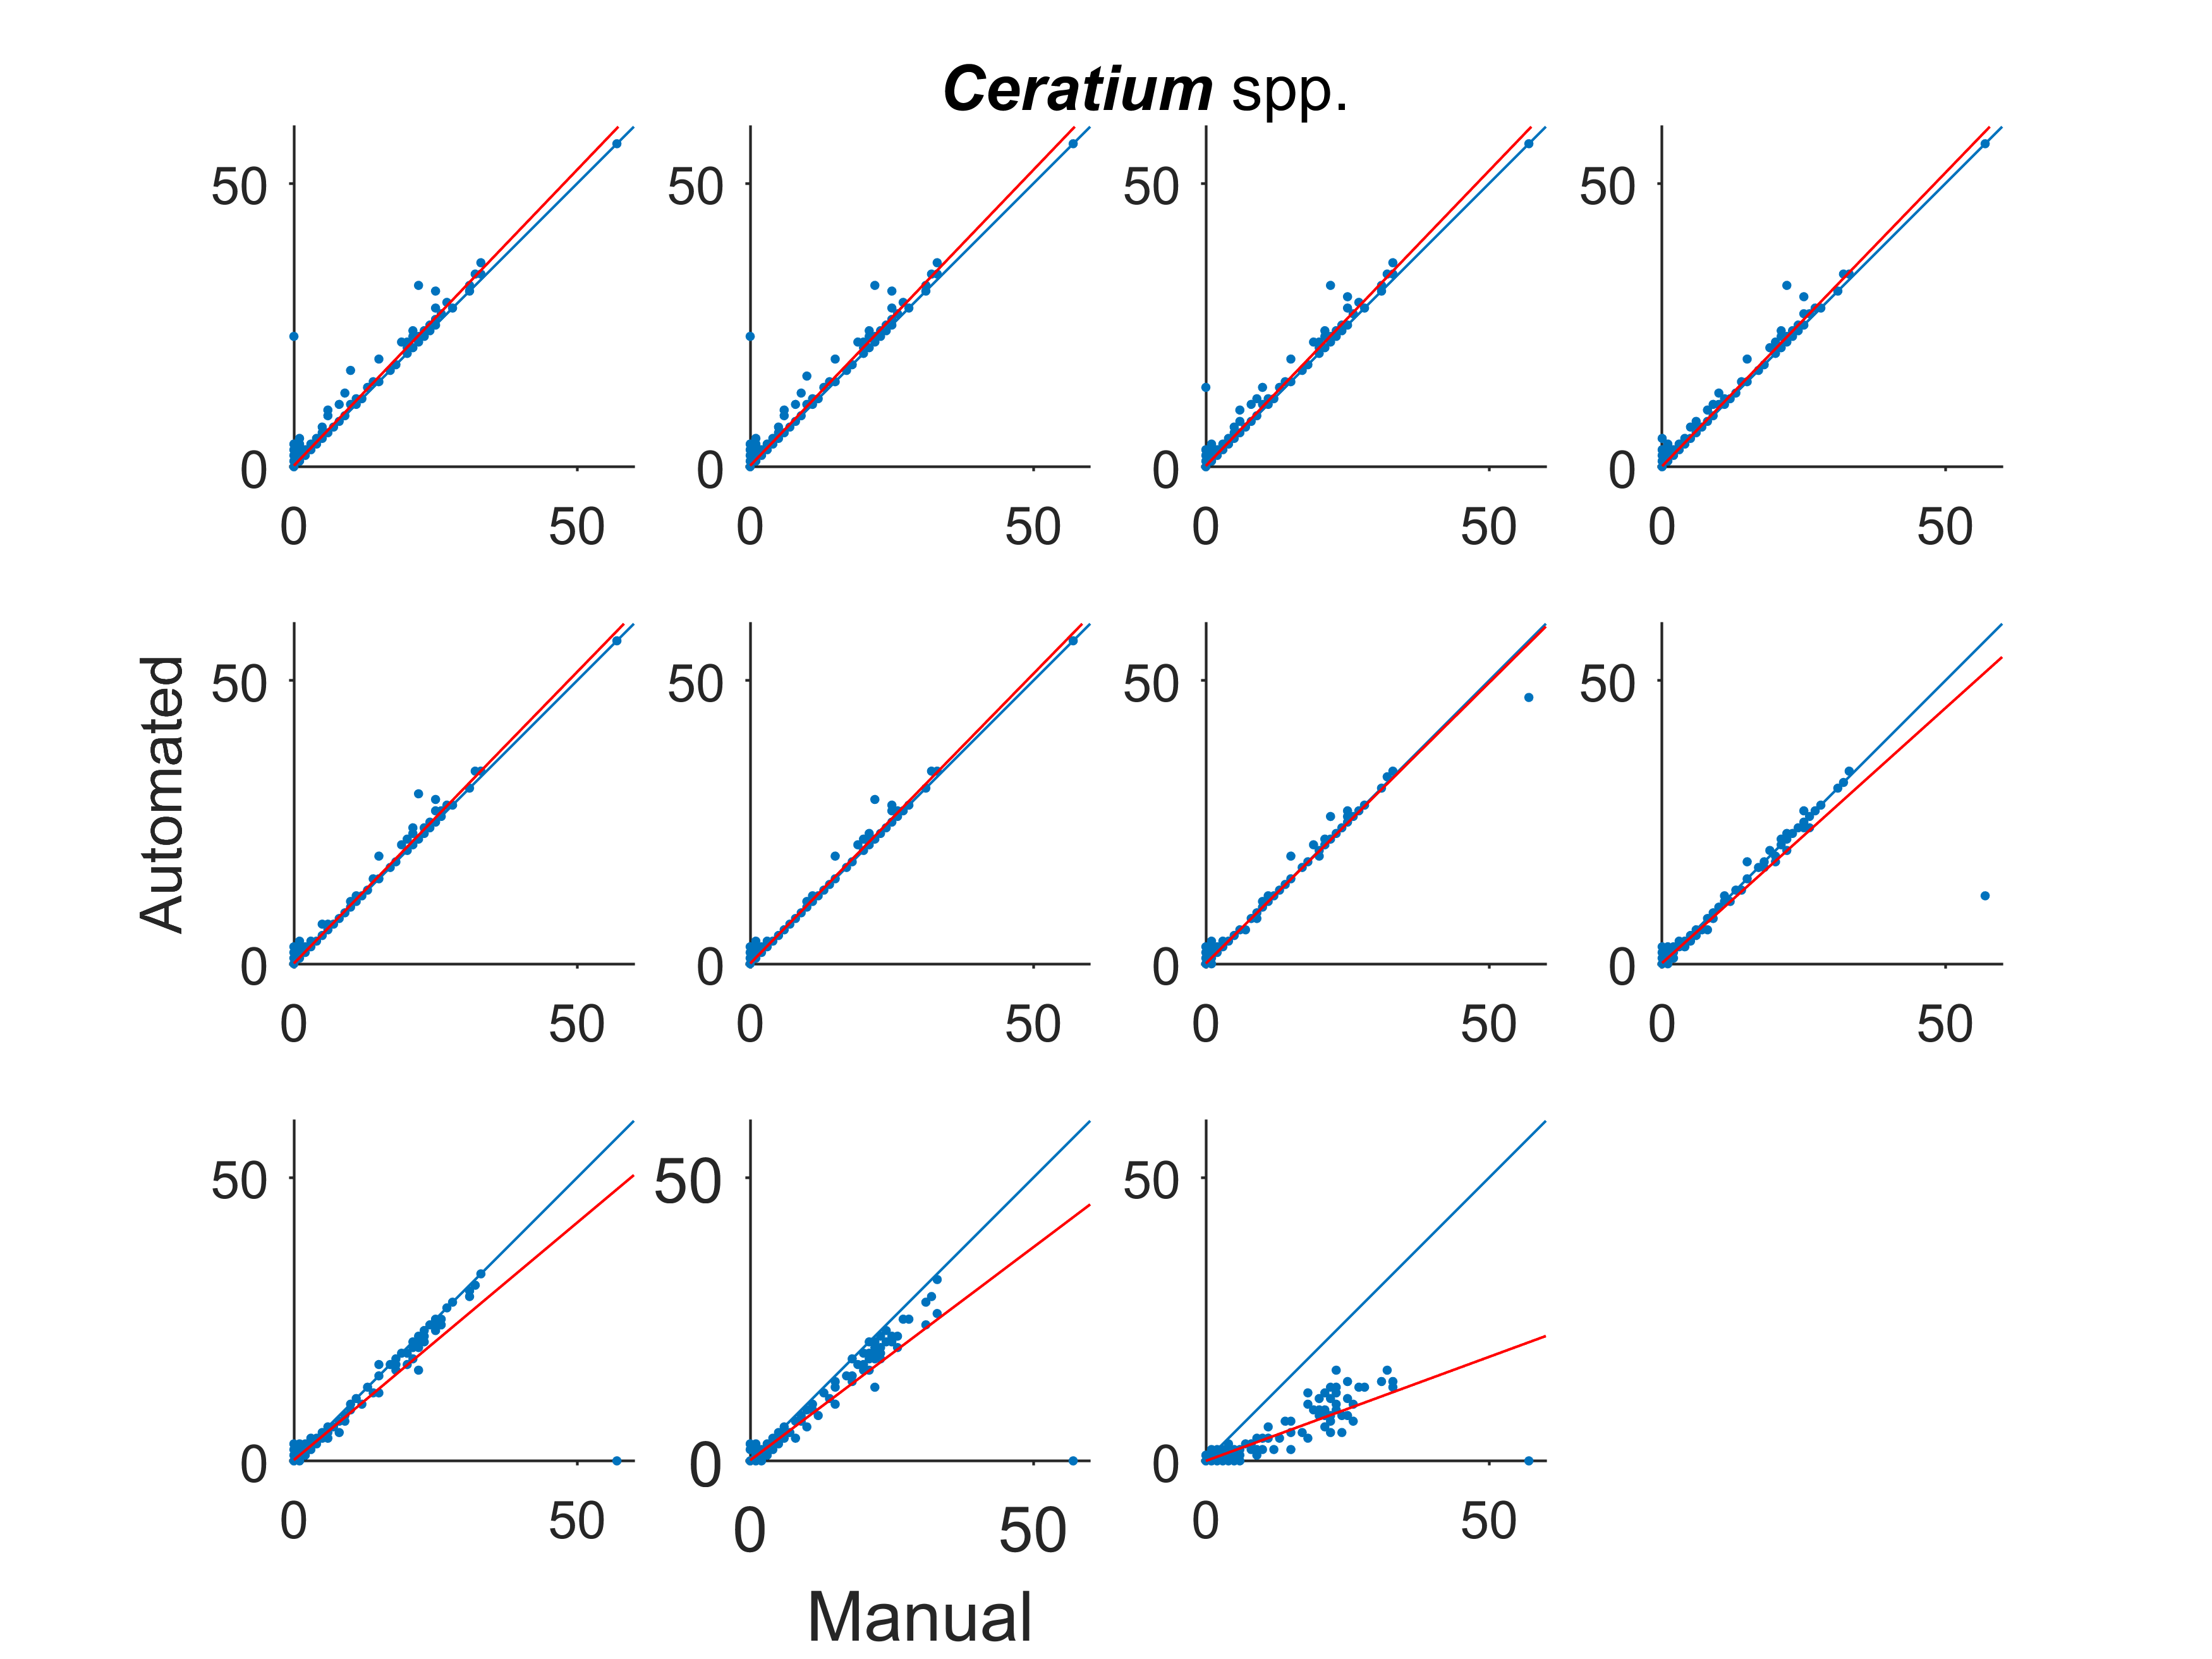 Ceratium spp.
50 50 50 50
0 0 0 0
0 50 0 50 0 50 0 50
Automated
50 50 50 50
0 0 0 0
0 50 0 50 0 50 0 50
50 50 50
0 0 0
0 50 0 50 0 50
Manual